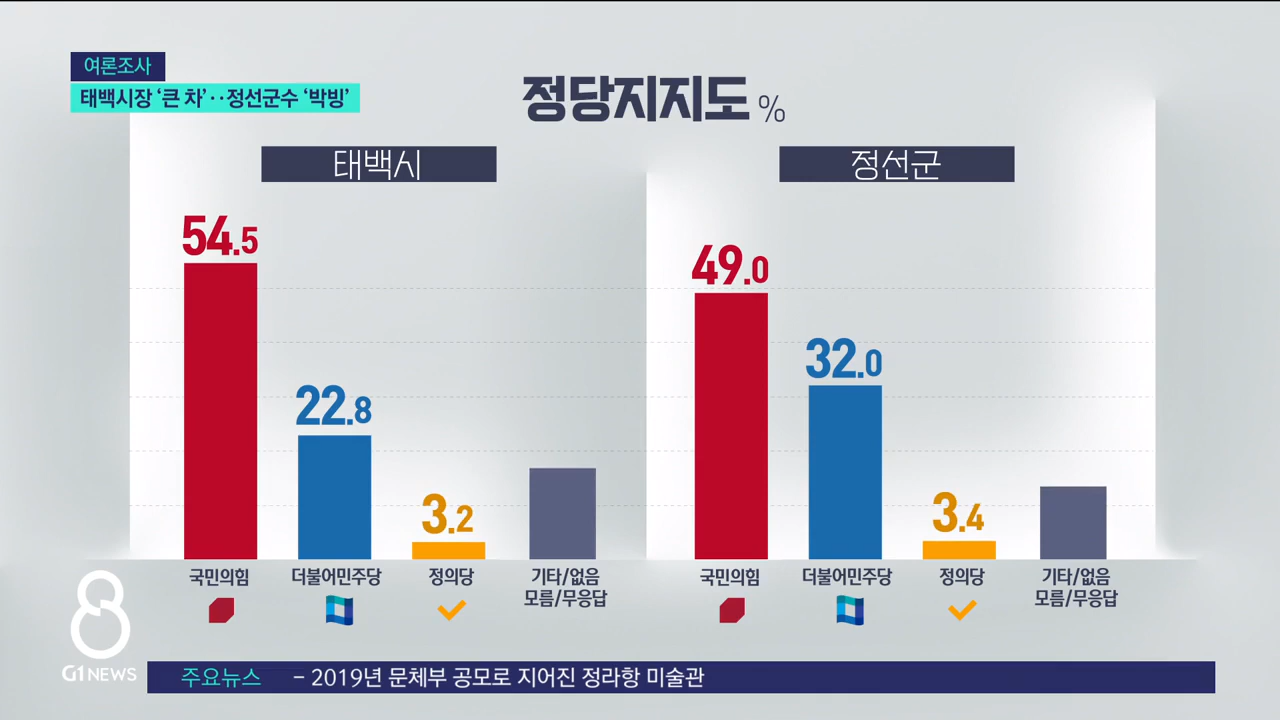 여론조사
태백시장 ‘큰 차’‥정선군수 ‘박빙’
정당지지도 %
태백시
54.5
22.8
3.2
국민의힘
더불어민주당
정의당
기타/없음
모름/무응답
정선군
49.0
32.0
3.4
국민의힘
더불어민주당
정의당
기타/없음
모름/무응답
8
G1 NEWS
주요뉴스 - 2019년 문체부 공모로 지어진 정라항 미술관